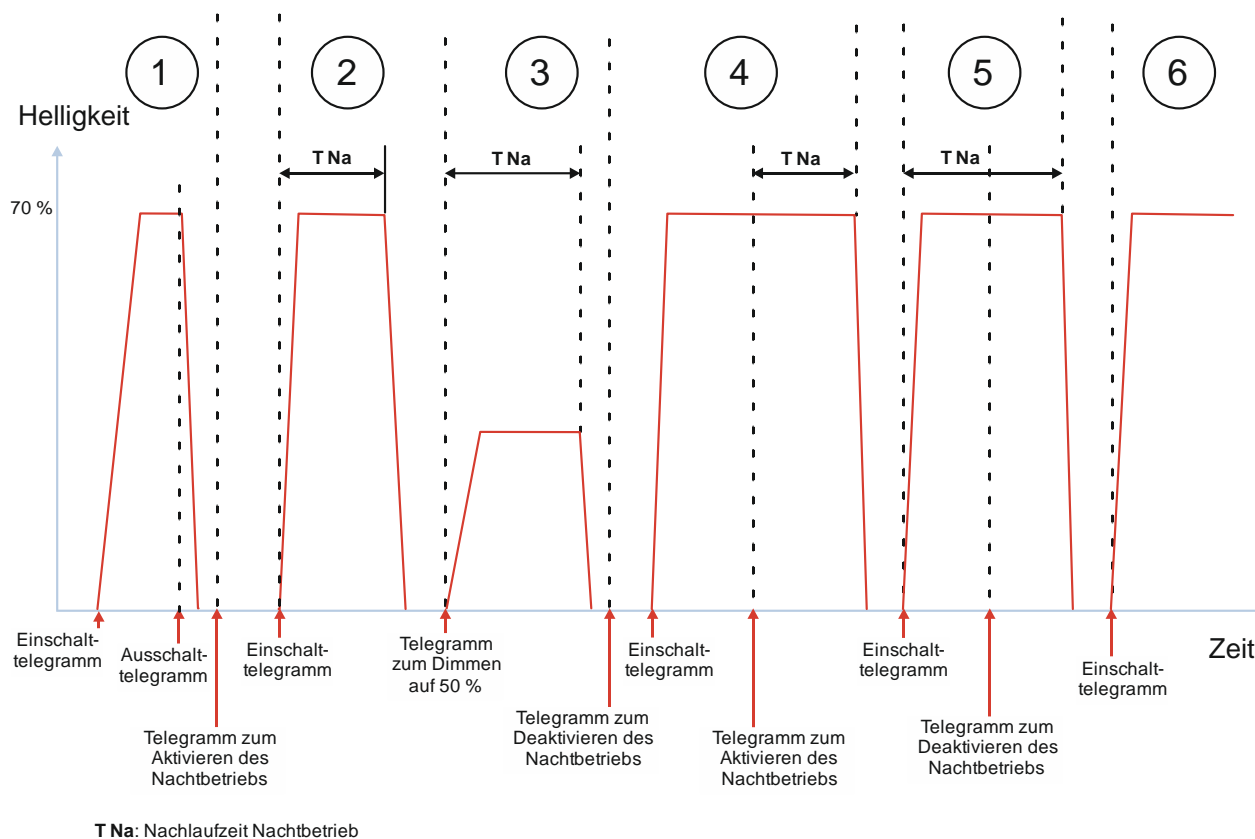 1
2
3
4
5
6
Helligkeit
T Na
T Na
T Na
T Na
70 %
Einschalt-
telegramm
Ausschalt-
telegramm
Telegramm zum
Aktivieren des
Nachtbetriebs
Einschalt-
telegramm
Telegramm
zum Dimmen
auf 50 %
Telegramm zum
Deaktivieren des
Nachtbetriebs
Einschalt-
telegramm
Telegramm zum
Aktivieren des
Nachtbetriebs
Einschalt-
telegramm
Telegramm zum
Deaktivieren des
Nachtbetriebs
Einschalt-
telegramm
Zeit
T Na: Nachlaufzeit Nachtbetrieb